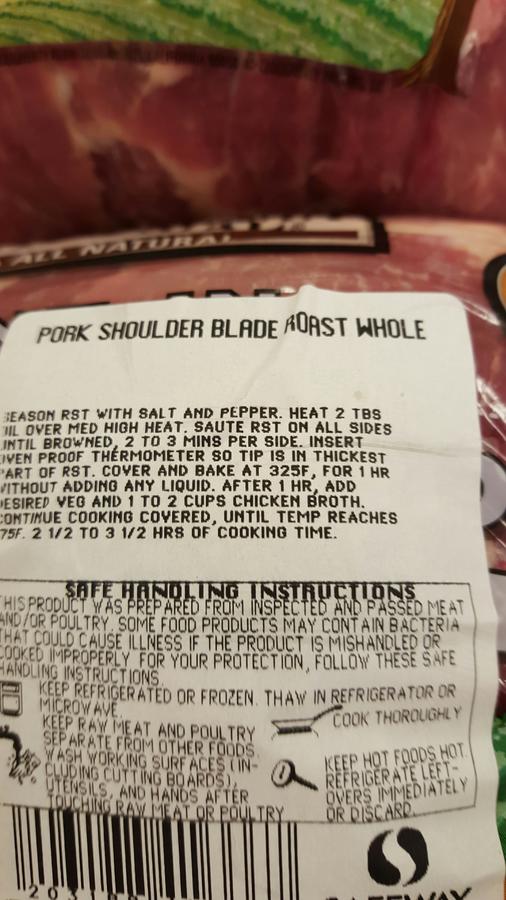 ALL NATURAL
PORK SHOULDER BLADE ROAST WHOLE
SEASON RST WITH SALT AND PEPPER. HEAT 2 TBS
OIL OVER MED HIGH HEAT. SAUTE RST ON ALL SIDES
UNTIL BROWNED, 2 TO 3 MINS PER SIDE. INSERT
OVEN PROOF THERMOMETER SO TIP IS IN THICKEST
PART OF RST. COVER AND BAKE AT 325F, FOR 1 HR
WITHOUT ADDING ANY LIQUID. AFTER 1 HR, ADD
DESIRED VEG AND 1 TO 2 CUPS CHICKEN BROTH.
CONTINUE COOKING COVERED, UNTIL TEMP REACHES
75F. 2 1/2 TO 3 1/2 HRS OF COOKING TIME.
SAFE HANDLING INSTRUCTIONS
THIS PRODUCT WAS PREPARED FROM INSPECTED AND PASSED MEAT
AND/OR POULTRY. SOME FOOD PRODUCTS MAY CONTAIN BACTERIA
THAT COULD CAUSE ILLNESS IF THE PRODUCT IS MISHANDLED OR
COOKED IMPROPERLY. FOR YOUR PROTECTION, FOLLOW THESE SAFE
HANDLING INSTRUCTIONS.
KEEP REFRIGERATED OR FROZEN. THAW IN REFRIGERATOR OR
MICROWAVE.
KEEP RAW MEAT AND POULTRY
SEPARATE FROM OTHER FOODS.
WASH WORKING SURFACES (IN-
CLUDING CUTTING BOARDS),
UTENSILS, AND HANDS AFTER
TOUCHING RAW MEAT OR POULTRY
COOK THOROUGHLY
KEEP HOT FOODS HOT.
REFRIGERATE LEFT-
OVERS IMMEDIATELY
OR DISCARD.
SAFEWAY